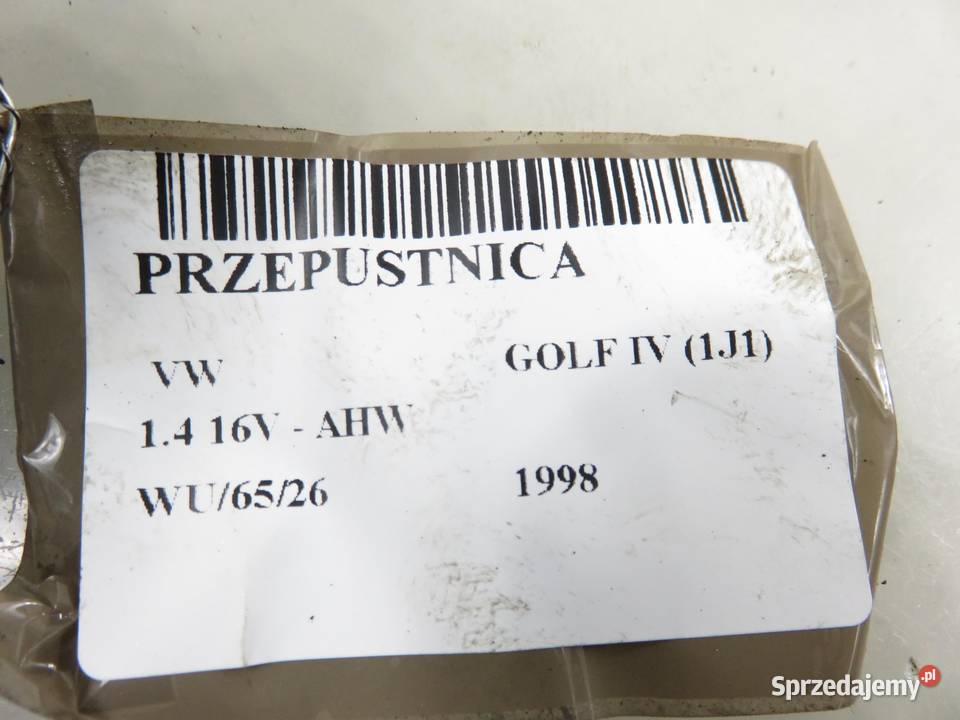 PRZEPUSTNICA
VW GOLF IV (1J1)
1.4 16V - AHW
WU/65/26 1998
Sprzedajemy.pl